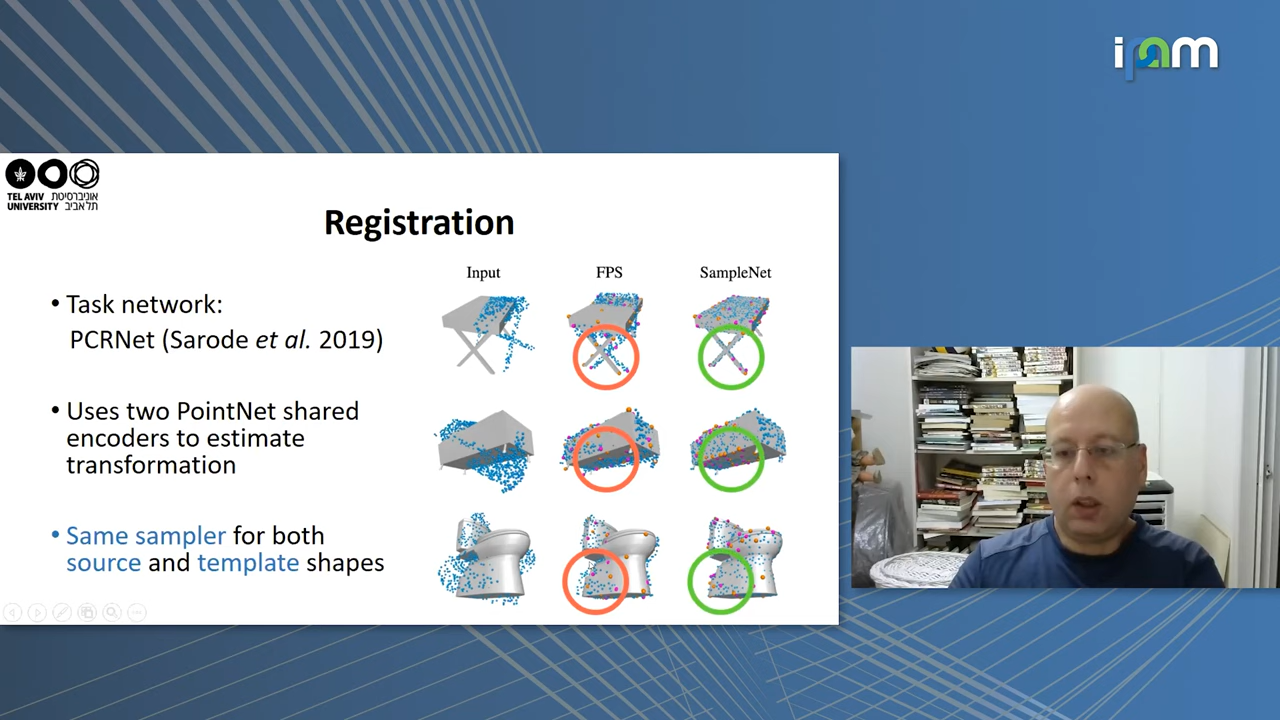 ipam
TEL AVIV אוניברסיטת
UNIVERSITY תל אביב
Registration
Input
FPS
SampleNet
• Task network:
PCRNet (Sarode et al. 2019)
• Uses two PointNet shared
encoders to estimate
transformation
• Same sampler for both
source and template shapes